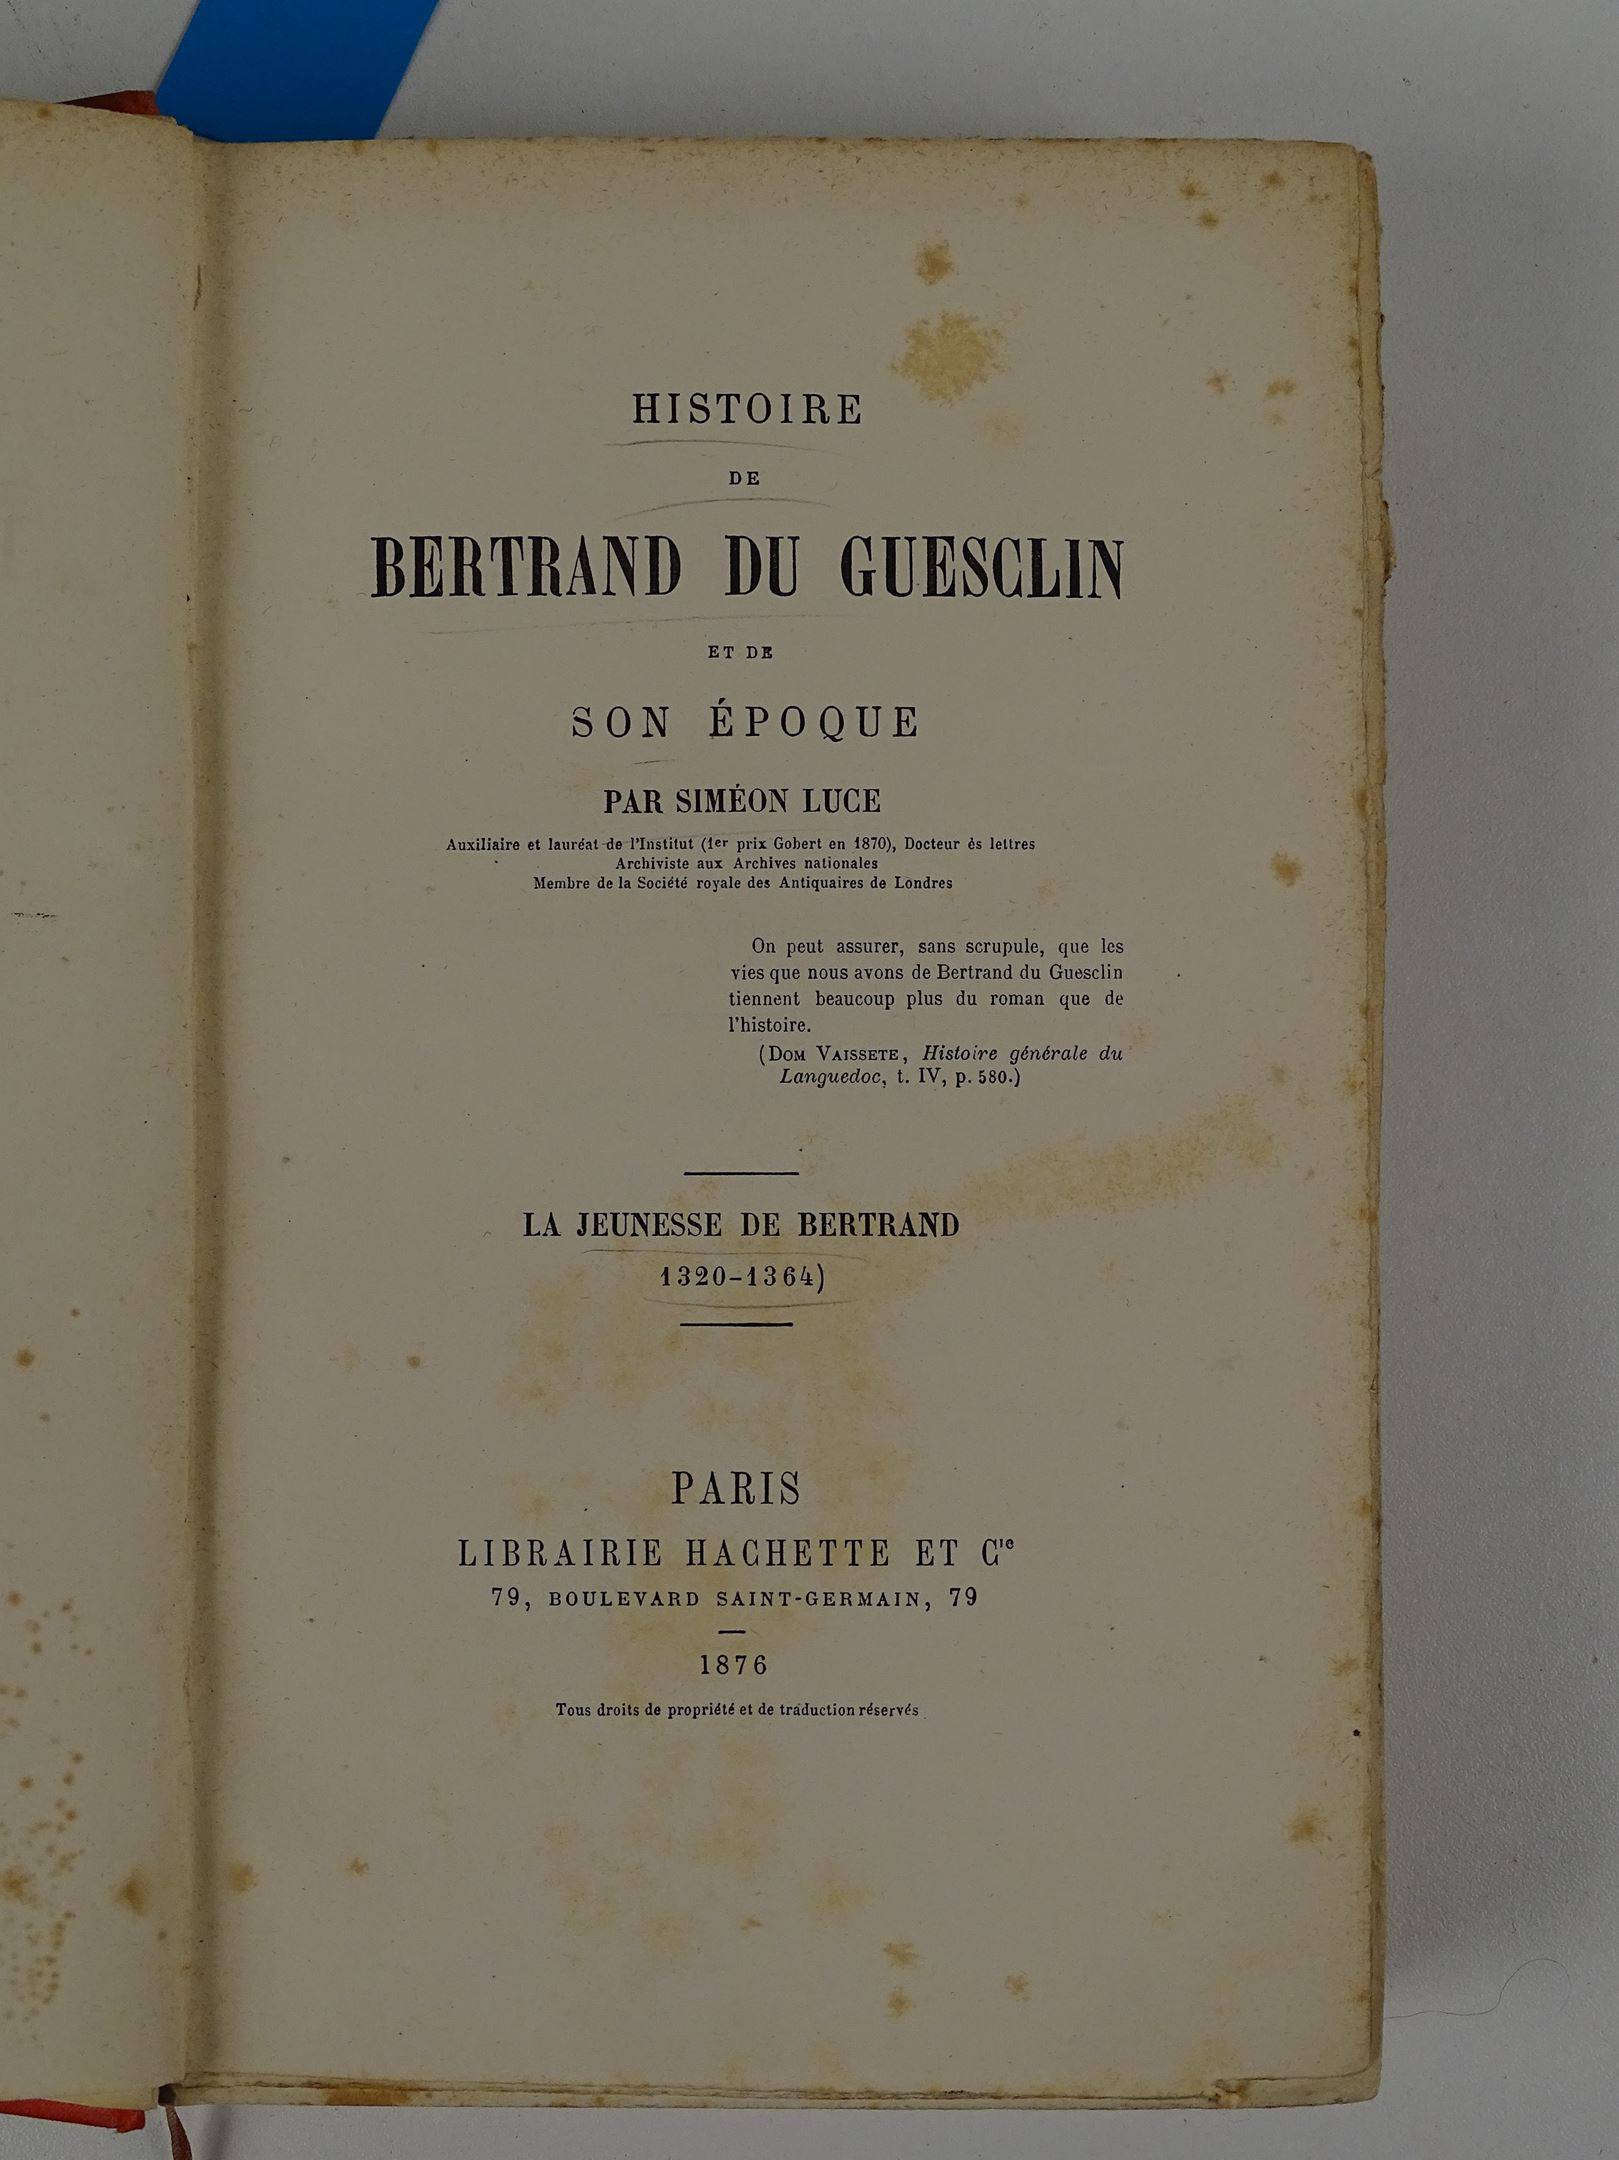 HISTOIRE
DE
BERTRAND DU GUESCLIN
ET DE
SON ÉPOQUE
PAR SIMÉON LUCE
Auxiliaire et lauréat de l'Institut (1er prix Gobert en 1870), Docteur ès lettres
Archiviste aux Archives nationales
Membre de la Société royale des Antiquaires de Londres
On peut assurer, sans scrupule, que les
vies que nous avons de Bertrand du Guesclin
tiennent beaucoup plus du roman que de
l'histoire.
(DOM VAISSETE, Histoire générale du
Languedoc, t. IV, p. 580.)
LA JEUNESSE DE BERTRAND
1320-1364)
PARIS
LIBRAIRIE HACHETTE ET Cie
79, BOULEVARD SAINT-GERMAIN, 79
1876
Tous droits de propriété et de traduction réservés